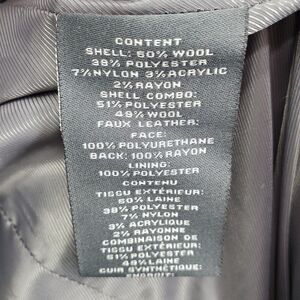 CONTENT
SHELL: 50% WOOL
38% POLYESTER
7% NYLON 3% ACRYLIC
2% RAYON
SHELL COMBO:
51% POLYESTER
49% WOOL
FAUX LEATHER:
FACE:
100% POLYURETHANE
BACK: 100% RAYON
LINING:
100% POLYESTER
CONTENU
TISSU EXTÉRIEUR:
50% LAINE
38% POLYESTER
7% NYLON
3% ACRYLIQUE
2% RAYONNE
COMBINAISON DE
TISSU EXTÉRIEUR:
51% POLYESTER
49% LAINE
CUIR SYNTHÉTIQUE:
ENDROIT: